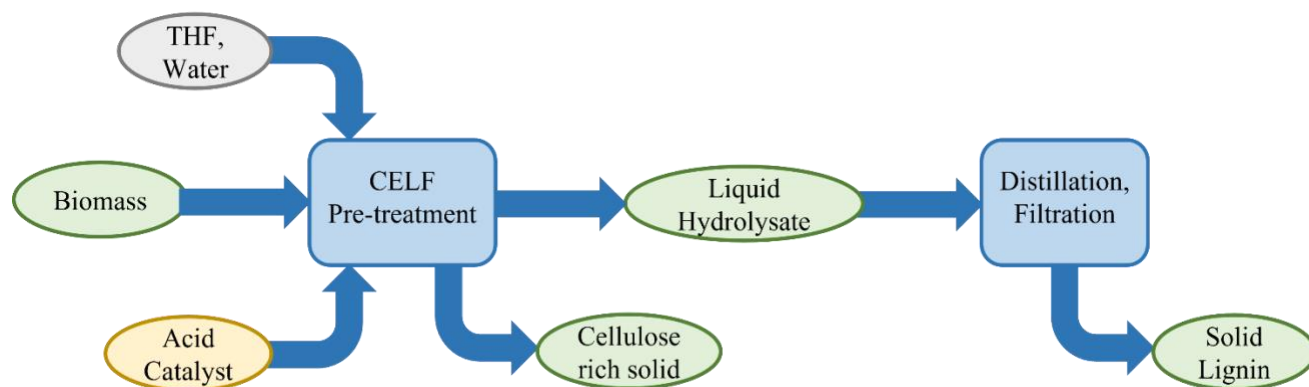 THF,
Water
Biomass
CELF
Pre-treatment
Liquid
Hydrolysate
Distillation,
Filtration
Acid
Catalyst
Cellulose
rich solid
Solid
Lignin